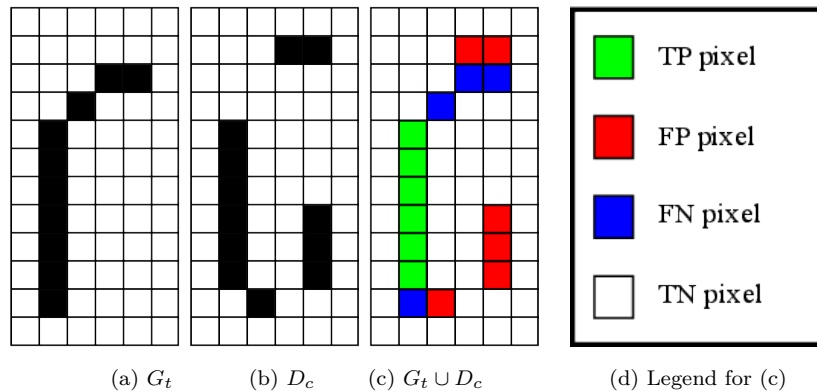 TP pixel
FP pixel
FN pixel
TN pixel
(a) G_t (b) D_c (c) G_t ∪ D_c (d) Legend for (c)